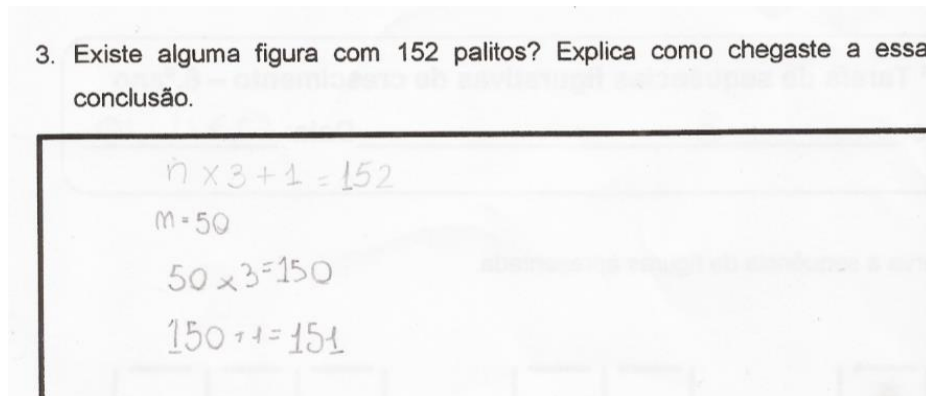 3. Existe alguma figura com 152 palitos? Explica como chegaste a essa
conclusão.
n x 3 + 1 = 152
m = 50
50 x 3 = 150
150 + 1 = 151